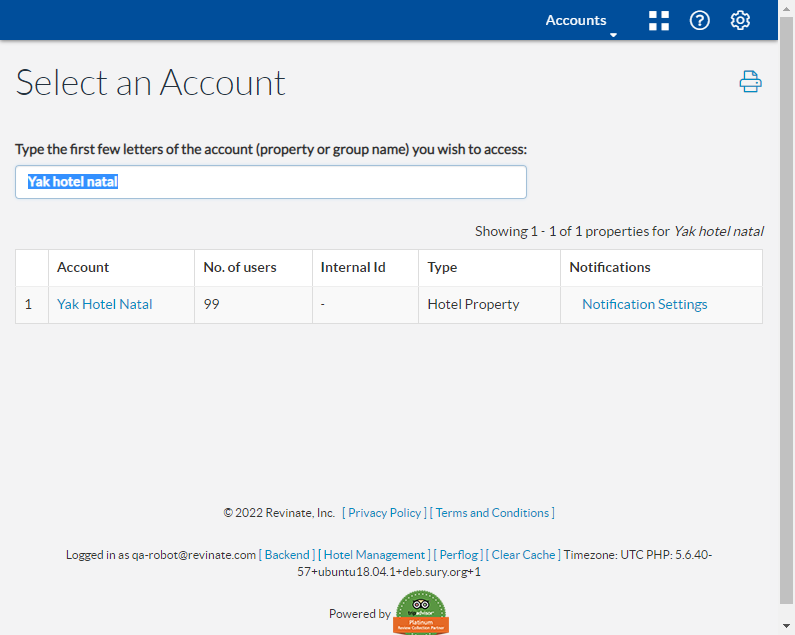 Accounts
Select an Account
Type the first few letters of the account (property or group name) you wish to access:
Yak hotel natal
Showing 1 - 1 of 1 properties for Yak hotel natal
Account No. of users Internal Id Type Notifications
1 Yak Hotel Natal 99 - Hotel Property Notification Settings
© 2022 Revinate, Inc. [ Privacy Policy ] [ Terms and Conditions ]
Logged in as qa-robot@revinate.com [ Backend ] [ Hotel Management ] [ Perflog ] [ Clear Cache ] Timezone: UTC PHP: 5.6.40-
57+ubuntu18.04.1+deb.sury.org+1
Powered by
tripadvisor
Platinum
Review Collection Partner